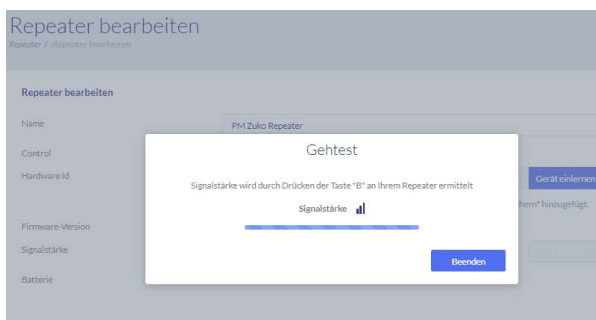 Repeater bearbeiten
Repeater / Repeater bearbeiten
Repeater bearbeiten
Name
PM Zuko Repeater
Control
Hardware Id
Gerät einlernen
hern" hinzugefügt.
Firmware-Version
Signalstärke
Batterie
Gehtest
Signalstärke wird durch Drücken der Taste "B" an Ihrem Repeater ermittelt
Signalstärke
Beenden